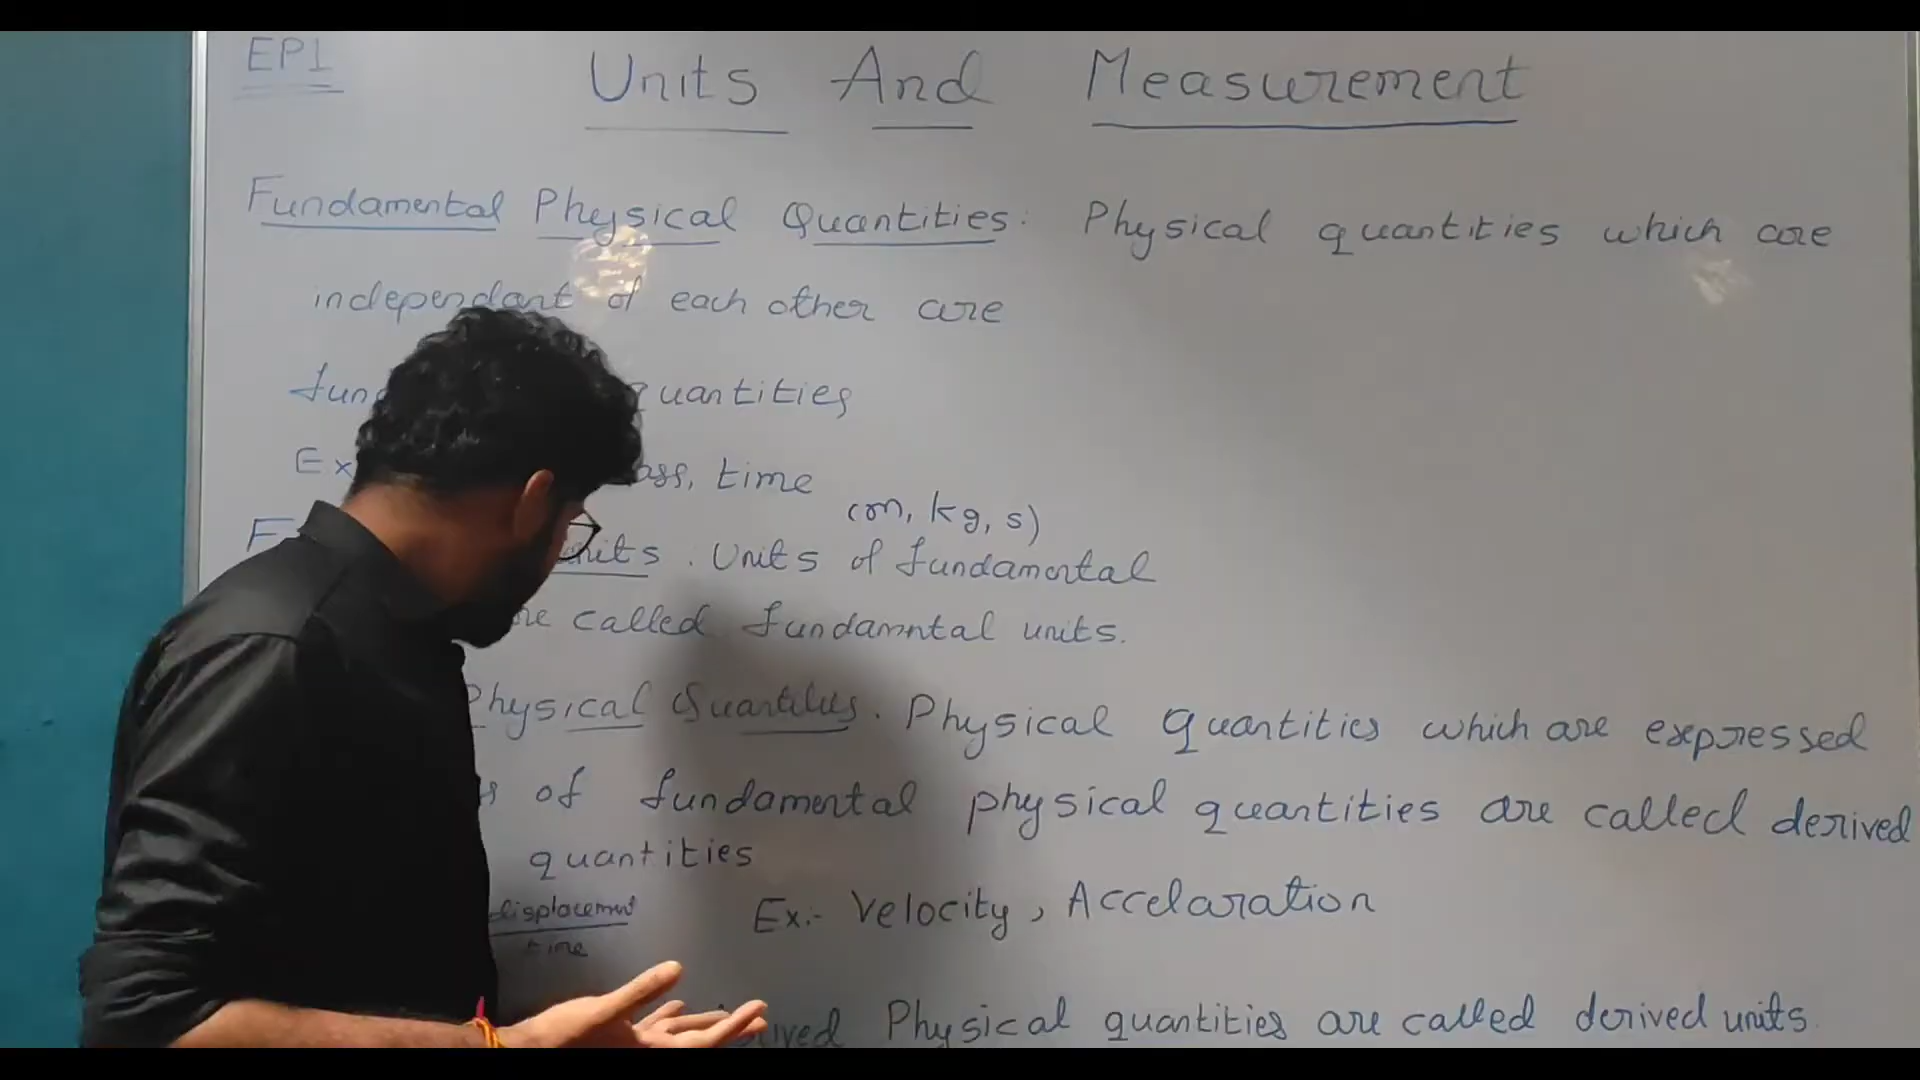 EP1
Units And Measurement
Fundamental Physical Quantities: Physical quantities which are
independant of each other are
quantities
Ex time
(m, kg, s)
units. Units of fundamental
called fundamntal units.
Physical Quantities. Physical quantities which are expressed
of fundamental physical quantities are called derived
quantities
displacement
time
Ex:- Velocity, Accelaration
Physical quantities are called derived units.